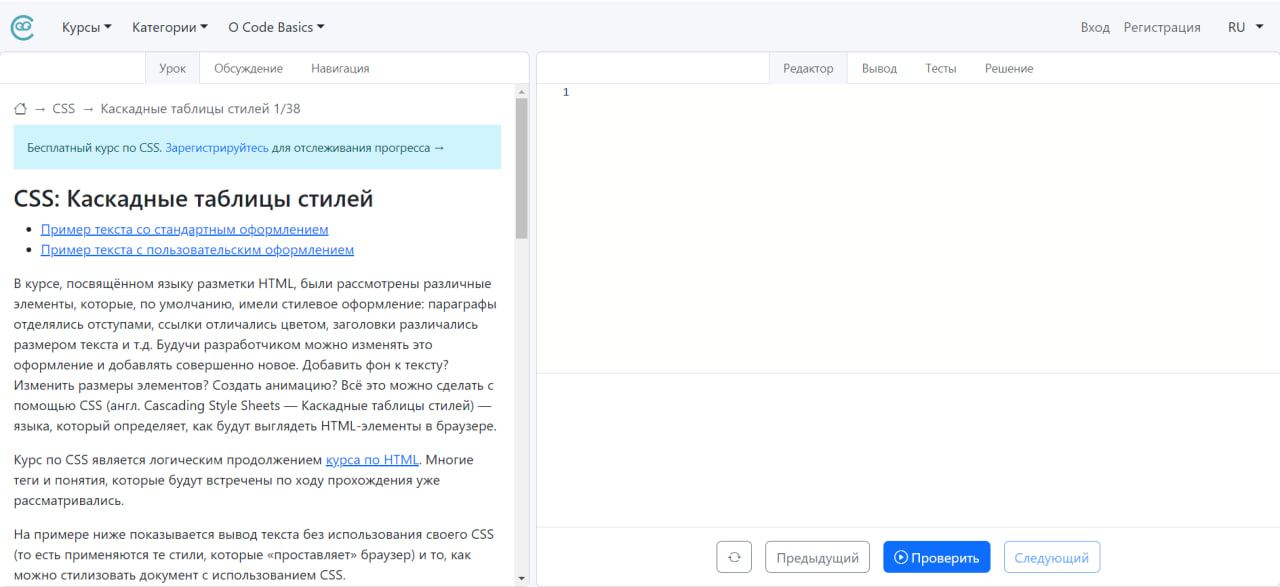 Курсы Категории О Code Basics Вход Регистрация RU
Урок Обсуждение Навигация
→ CSS → Каскадные таблицы стилей 1/38
Бесплатный курс по CSS. Зарегистрируйтесь для отслеживания прогресса →
CSS: Каскадные таблицы стилей
• Пример текста со стандартным оформлением
• Пример текста с пользовательским оформлением
В курсе, посвящённом языку разметки HTML, были рассмотрены различные
элементы, которые, по умолчанию, имели стилевое оформление: параграфы
отделялись отступами, ссылки отличались цветом, заголовки различались
размером текста и т.д. Будучи разработчиком можно изменять это
оформление и добавлять совершенно новое. Добавить фон к тексту?
Изменить размеры элементов? Создать анимацию? Всё это можно сделать с
помощью CSS (англ. Cascading Style Sheets — Каскадные таблицы стилей) —
языка, который определяет, как будут выглядеть HTML-элементы в браузере.
Курс по CSS является логическим продолжением курса по HTML. Многие
теги и понятия, которые будут встречены по ходу прохождения уже
рассматривались.
На примере ниже показывается вывод текста без использования своего CSS
(то есть применяются те стили, которые «проставляет» браузер) и то, как
можно стилизовать документ с использованием CSS.
Редактор Вывод Тесты Решение
1
Предыдущий Проверить Следующий